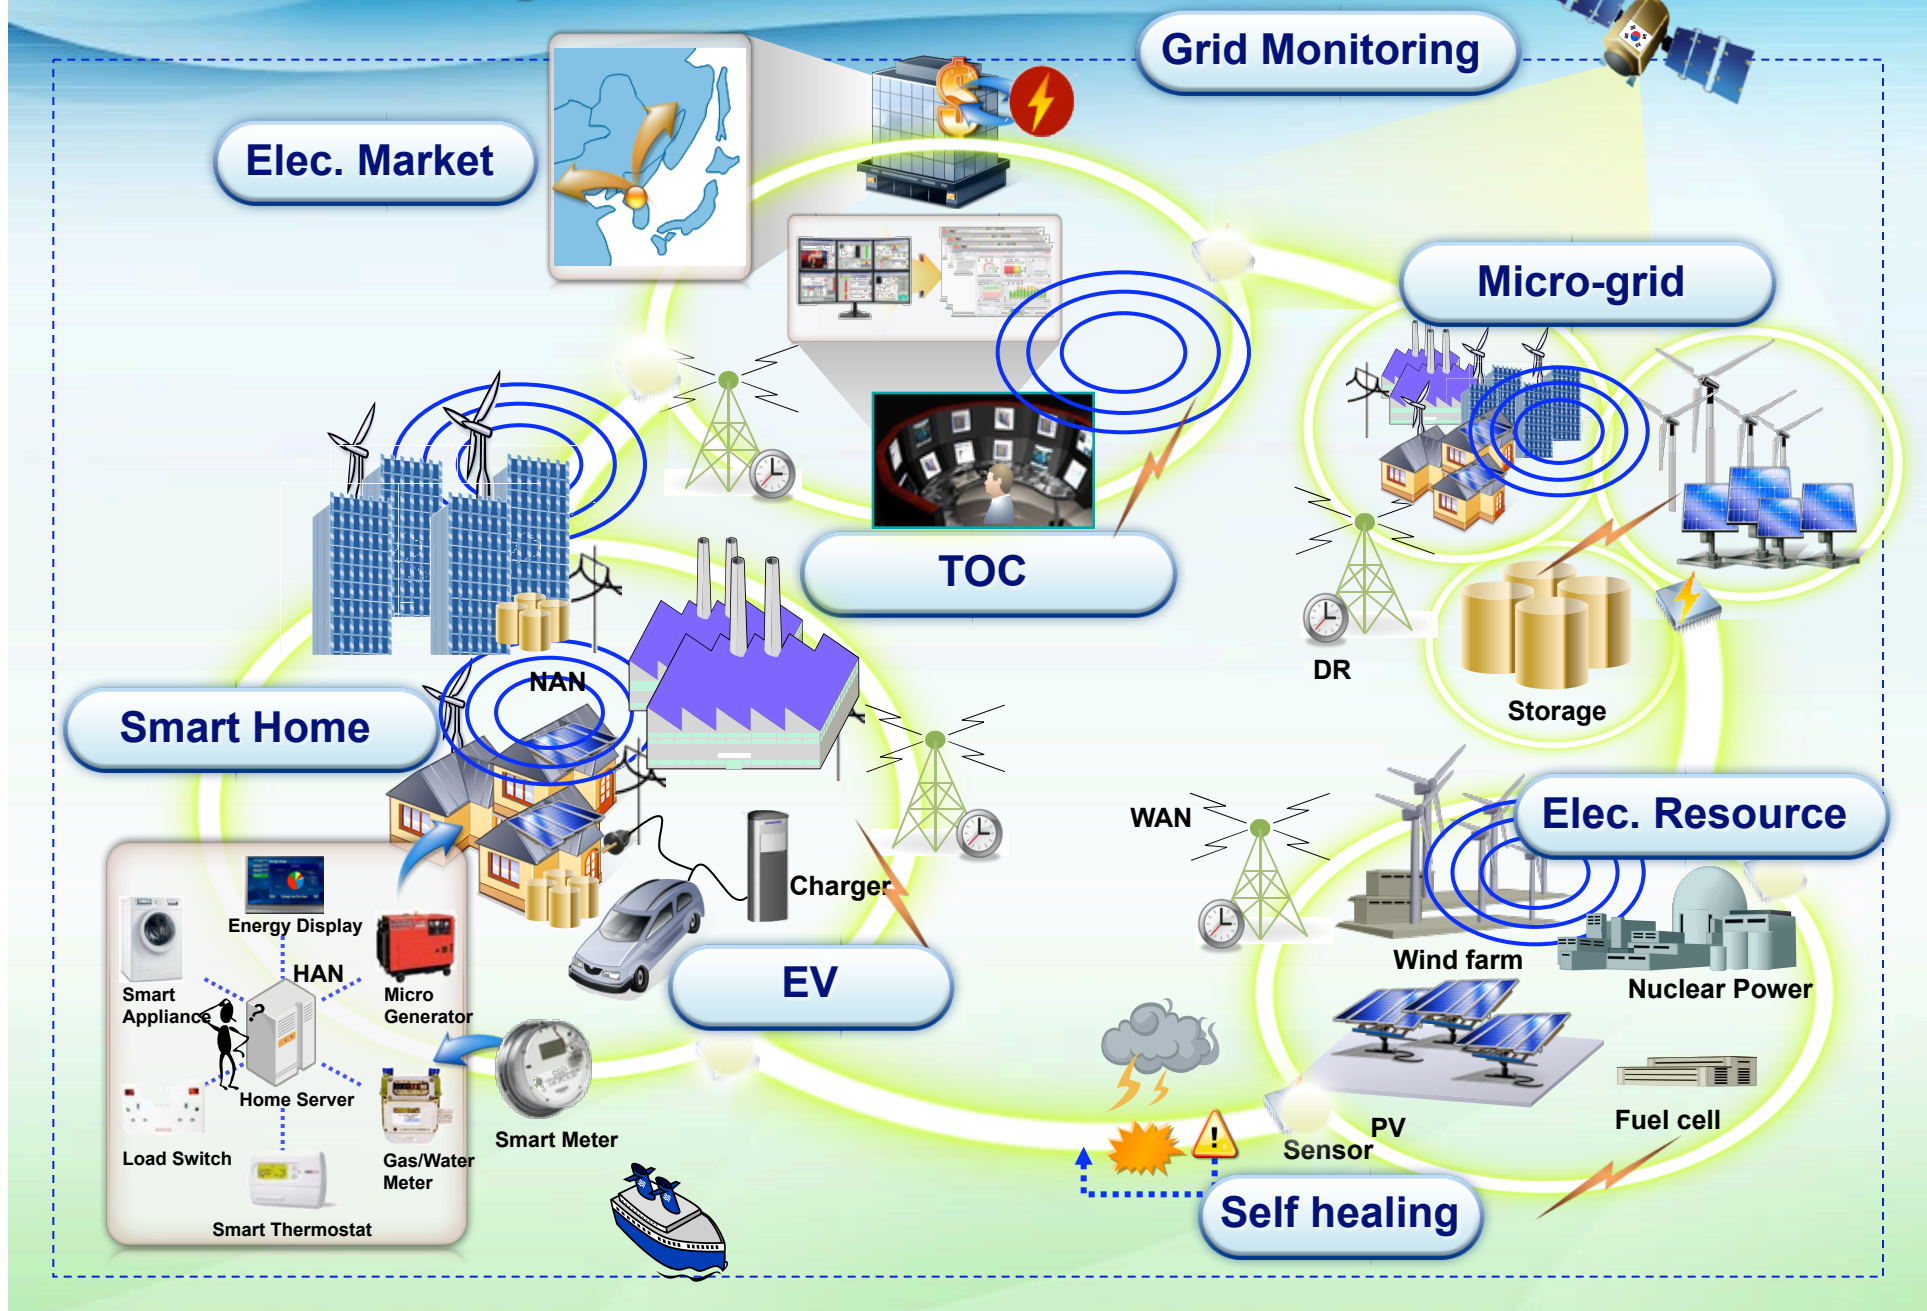 Grid Monitoring
Elec. Market
Micro-grid
TOC
NAN
DR
Storage
Smart Home
WAN
Elec. Resource
Charger
Energy Display
HAN
EV
Wind farm
Nuclear Power
Smart
Appliance
Micro
Generator
Home Server
Smart Meter
PV
Fuel cell
Sensor
Load Switch
Gas/Water
Meter
Self healing
Smart Thermostat